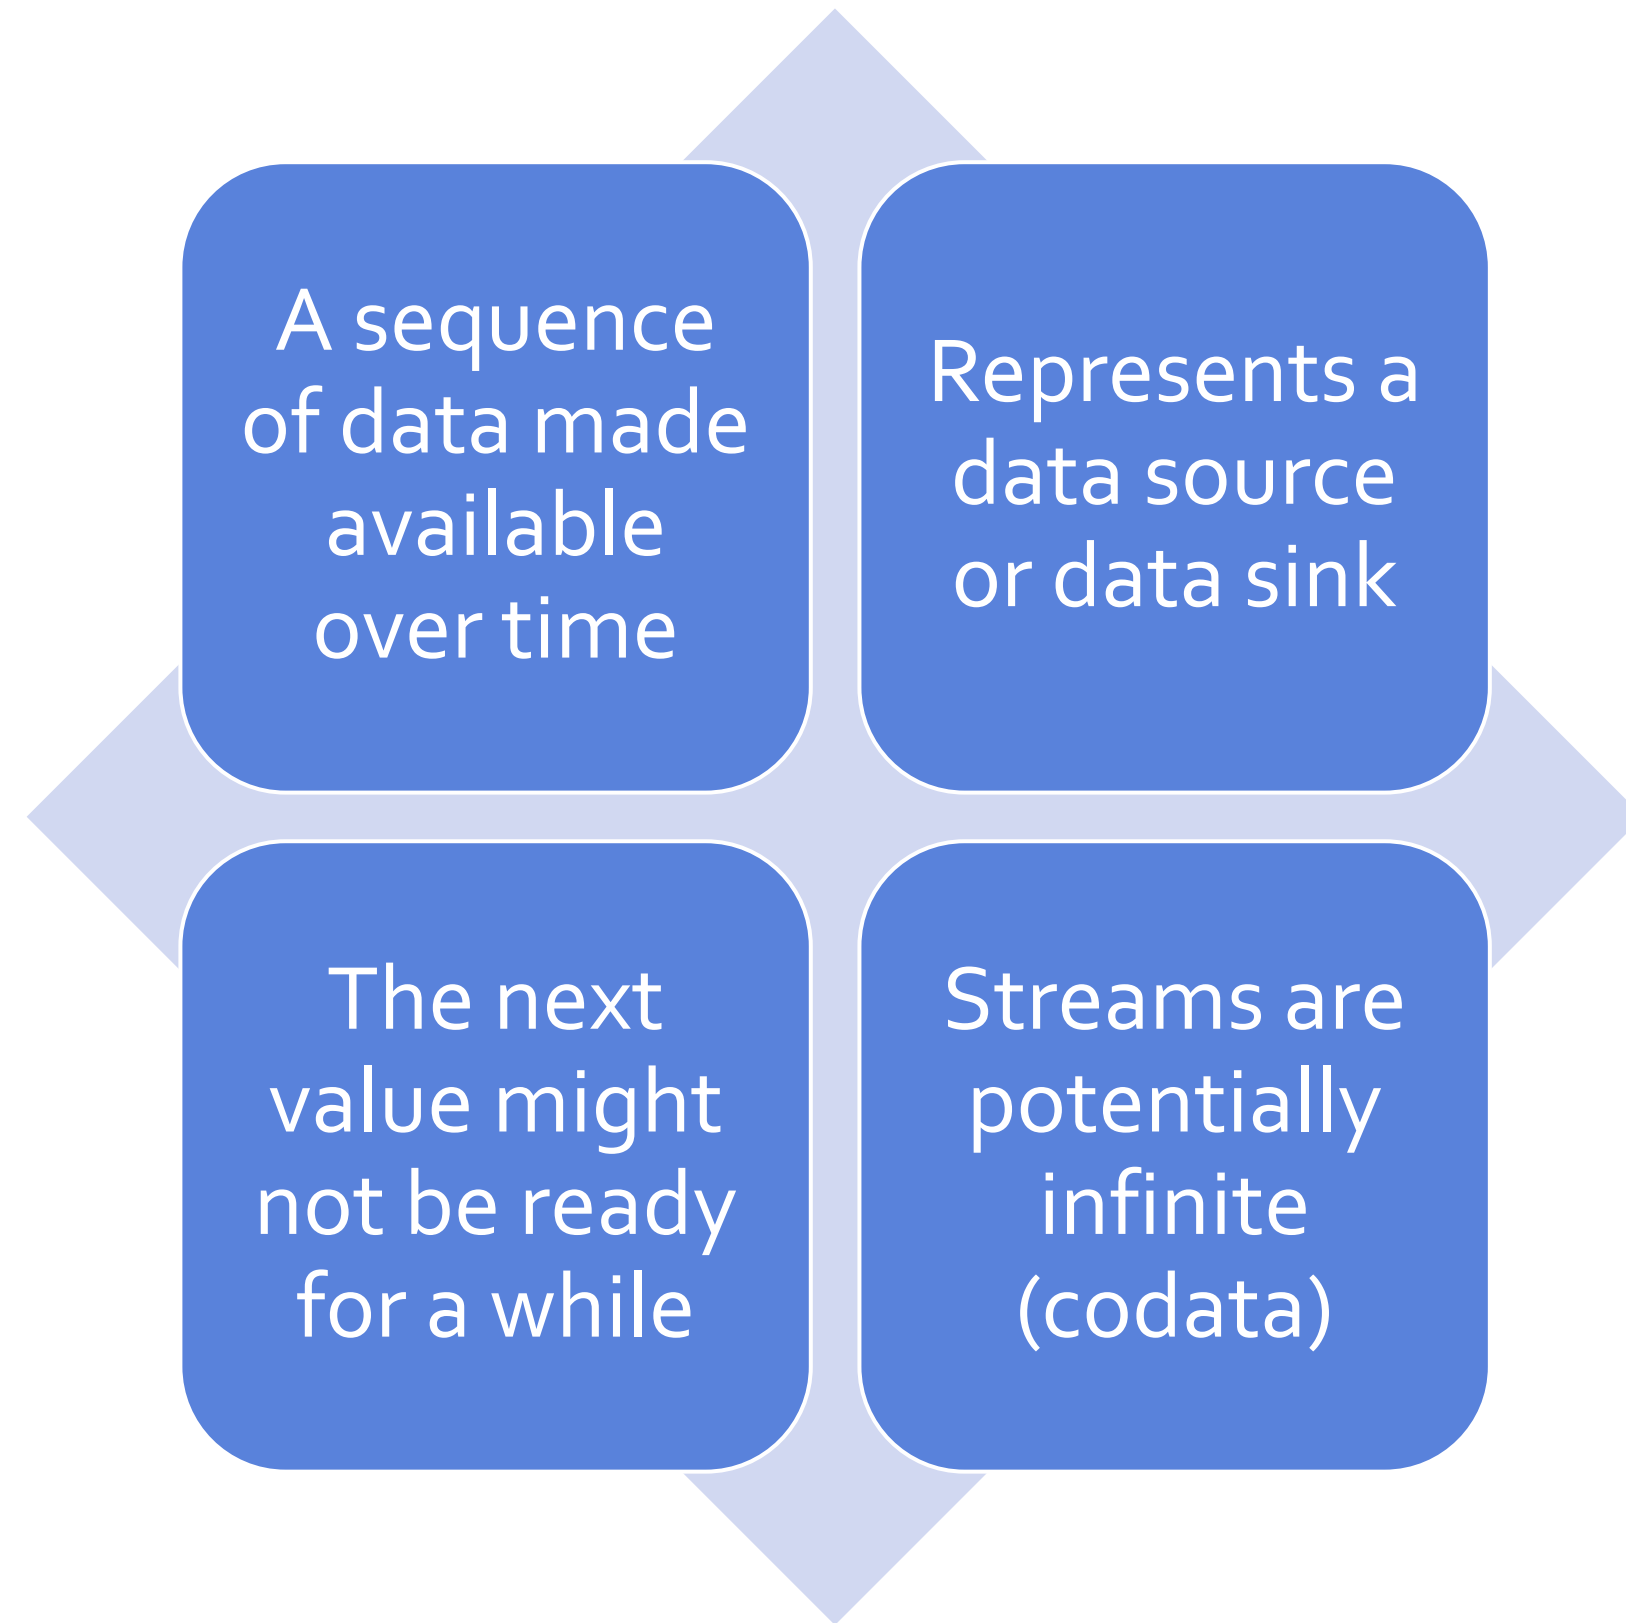 A sequence
of data made
available
over time
Represents a
data source
or data sink
The next
value might
not be ready
for a while
Streams are
potentially
infinite
(codata)